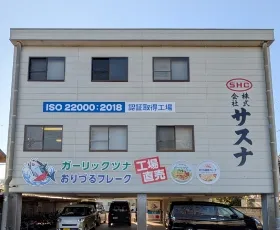 SHC
株式会社 サスナ
ISO 22000:2018 認証取得工場
ガーリックツナ
おりづるフレーク
工場
直売